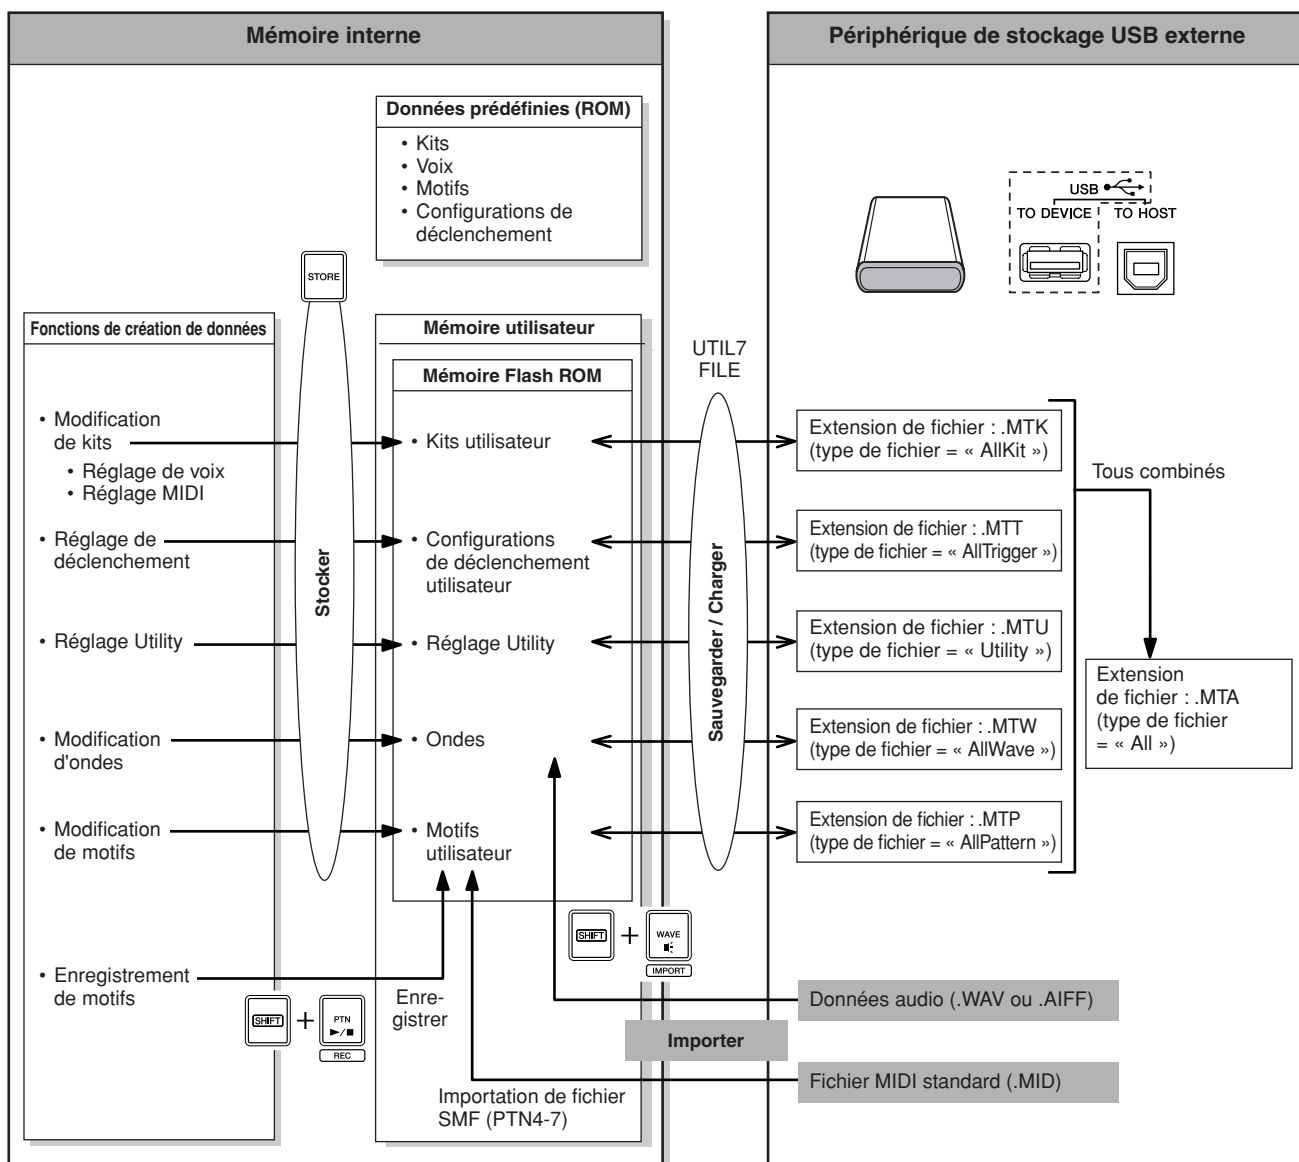 Mémoire interne
Périphérique de stockage USB externe
Données prédéfinies (ROM)
• Kits
• Voix
• Motifs
• Configurations de
déclenchement
USB
TO DEVICE
TO HOST
STORE
Fonctions de création de données
Mémoire utilisateur
Mémoire Flash ROM
UTIL7
FILE
• Modification
de kits
• Réglage de voix
• Réglage MIDI
• Kits utilisateur
Extension de fichier : .MTK
(type de fichier = « AllKit »)
Tous combinés
• Réglage de
déclenchement
• Configurations
de déclenchement
utilisateur
Extension de fichier : .MTT
(type de fichier = « AllTrigger »)
Stocker
Sauvegarder / Charger
• Réglage Utility
• Réglage Utility
Extension de fichier : .MTU
(type de fichier = « Utility »)
Extension
de fichier : .MTA
(type de fichier
= « All »)
• Modification
d'ondes
• Ondes
Extension de fichier : .MTW
(type de fichier = « AllWave »)
• Modification
de motifs
• Motifs
utilisateur
Extension de fichier : .MTP
(type de fichier = « AllPattern »)
SHIFT
+
WAVE
IMPORT
• Enregistrement
de motifs
SHIFT
+
PTN
►/■
REC
Enre-
gistrer
Données audio (.WAV ou .AIFF)
Importer
Fichier MIDI standard (.MID)
Importation de fichier
SMF (PTN4-7)